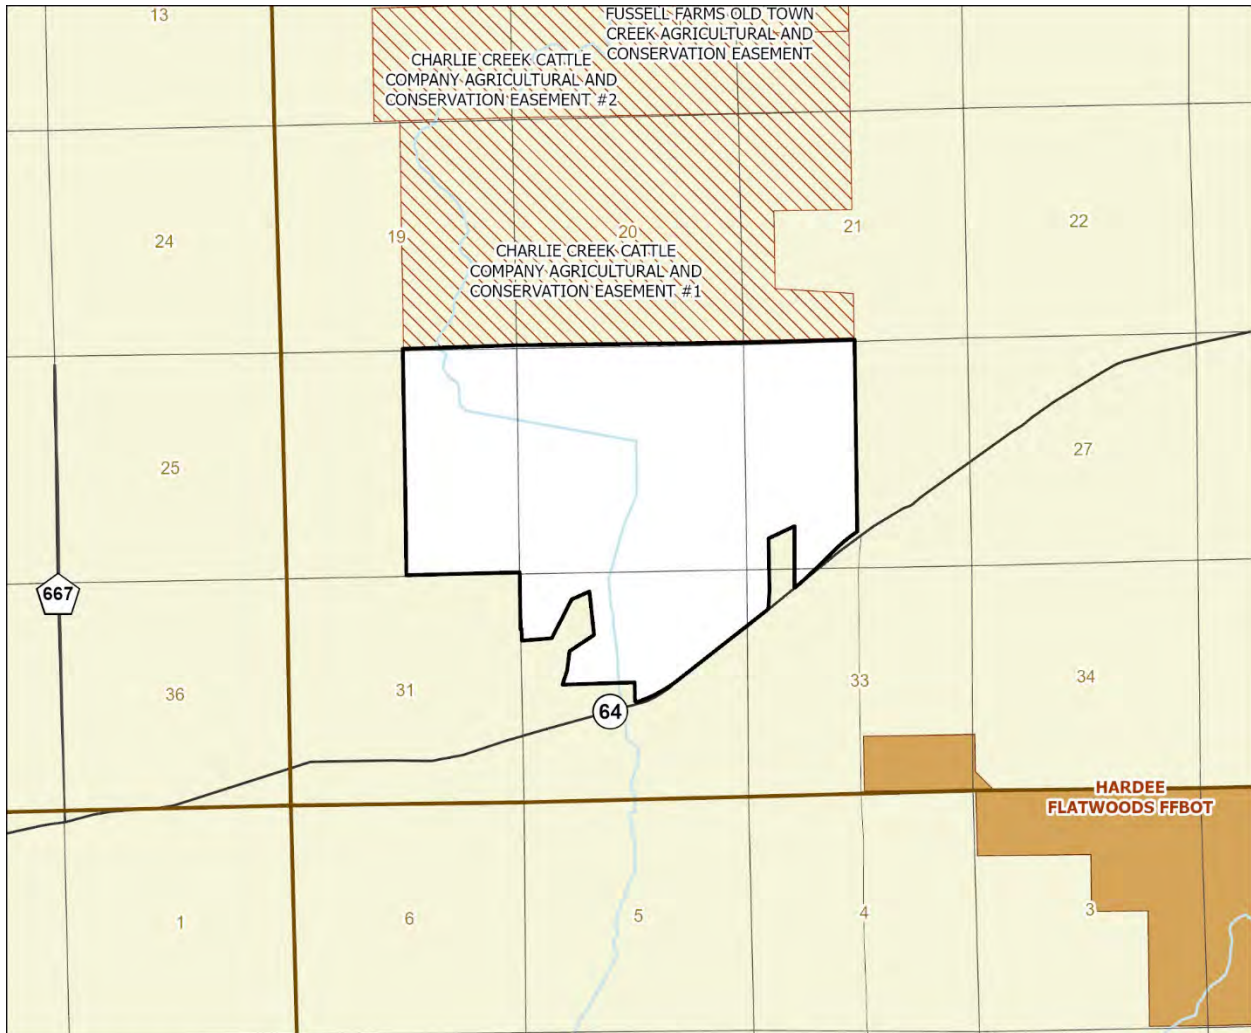 13
FUSSELL FARMS OLD TOWN
CREEK AGRICULTURAL AND
CONSERVATION EASEMENT
CHARLIE CREEK CATTLE
COMPANY AGRICULTURAL AND
CONSERVATION EASEMENT #2
24
19
20
21
22
CHARLIE CREEK CATTLE
COMPANY AGRICULTURAL AND
CONSERVATION EASEMENT #1
25
27
667
36
31
33
34
64
HARDEE
FLATWOODS FFBOT
1
6
5
4
3